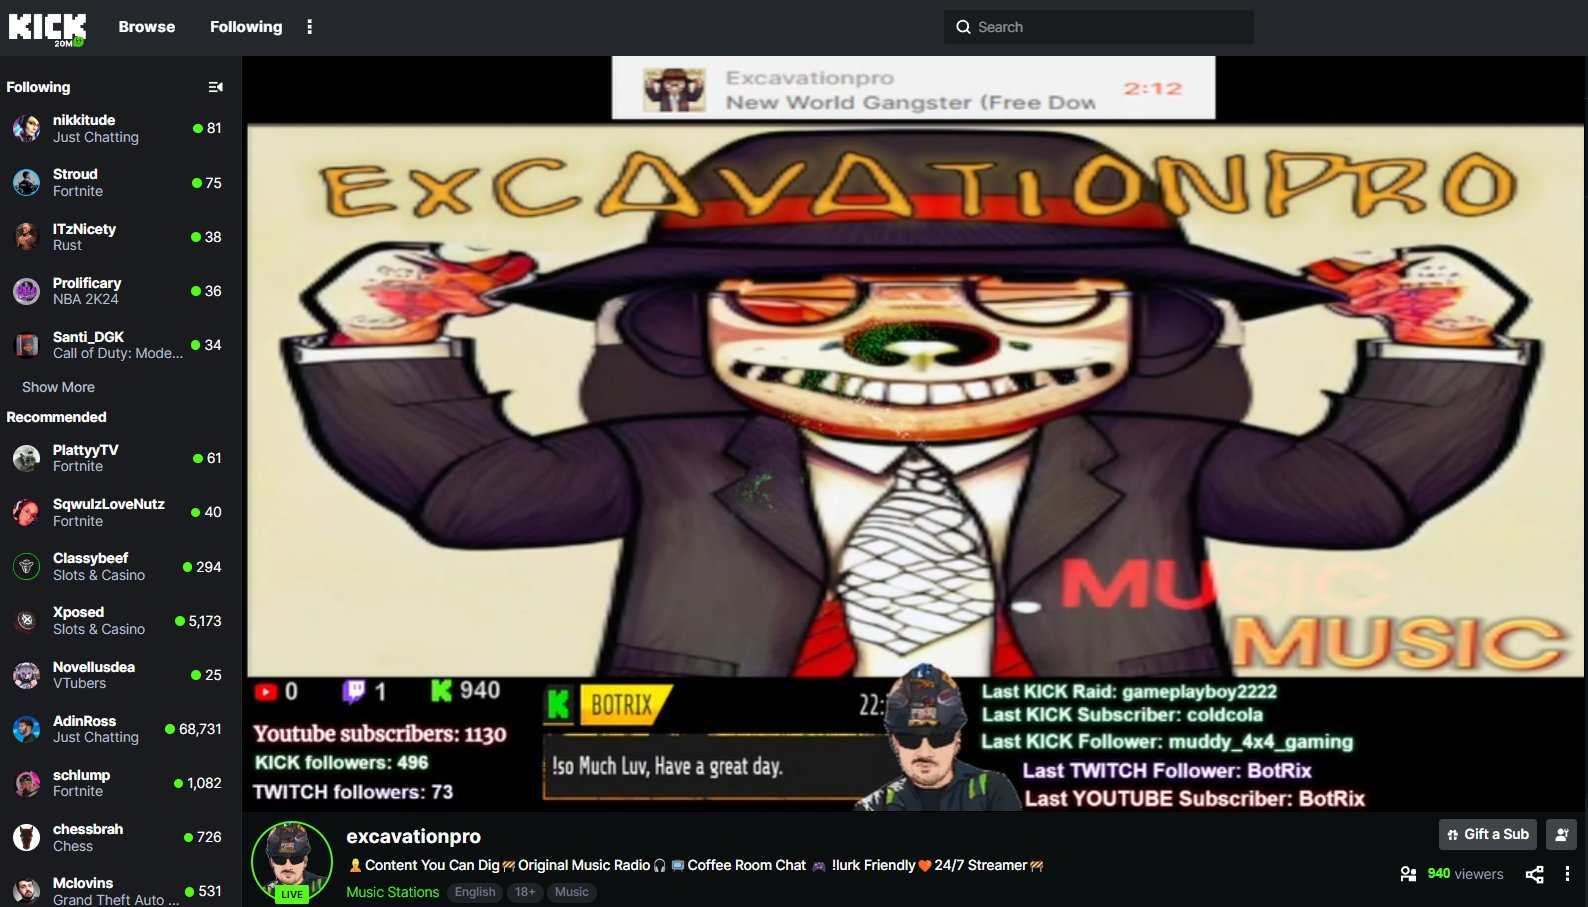 KICK
20M
Browse
Following
Search
Following
nikkitude
Just Chatting
81
Stroud
Fortnite
75
ITzNicety
Rust
38
Prolificary
NBA 2K24
36
Santi_DGK
Call of Duty: Mode...
34
Show More
Recommended
PlattyyTV
Fortnite
61
SqwulzLoveNutz
Fortnite
40
Classybeef
Slots & Casino
294
Xposed
Slots & Casino
5,173
Novellusdea
VTubers
25
AdinRoss
Just Chatting
68,731
schlump
Fortnite
1,082
chessbrah
Chess
726
Mclovins
Grand Theft Auto ...
531
Excavationpro
New World Gangster (Free Dow
2:12
EXCAVATIONPRO
MUSIC
MUSIC
0
1
940
Youtube subscribers: 1130
KICK followers: 496
TWITCH followers: 73
K
BOTRIX
22:
!so Much Luv, Have a great day.
Last KICK Raid: gameplayboy2222
Last KICK Subscriber: coldcola
Last KICK Follower: muddy_4x4_gaming
Last TWITCH Follower: BotRix
Last YOUTUBE Subscriber: BotRix
LIVE
excavationpro
Content You Can Dig Original Music Radio Coffee Room Chat !lurk Friendly 24/7 Streamer
Music Stations
English
18+
Music
Gift a Sub
940 viewers